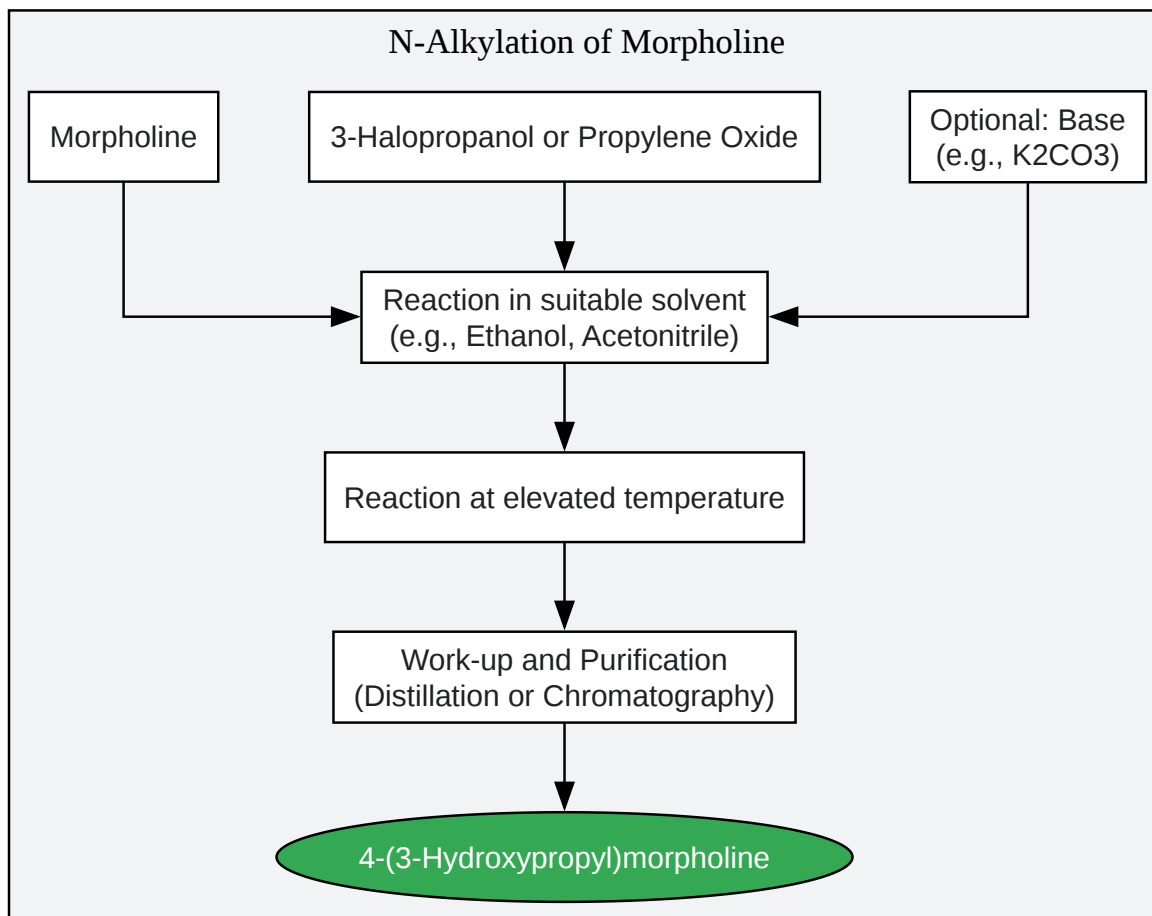 N-Alkylation of Morpholine
Morpholine
3-Halopropanol or Propylene Oxide
Optional: Base
(e.g., K2CO3)
Reaction in suitable solvent
(e.g., Ethanol, Acetonitrile)
Reaction at elevated temperature
Work-up and Purification
(Distillation or Chromatography)
4-(3-Hydroxypropyl)morpholine